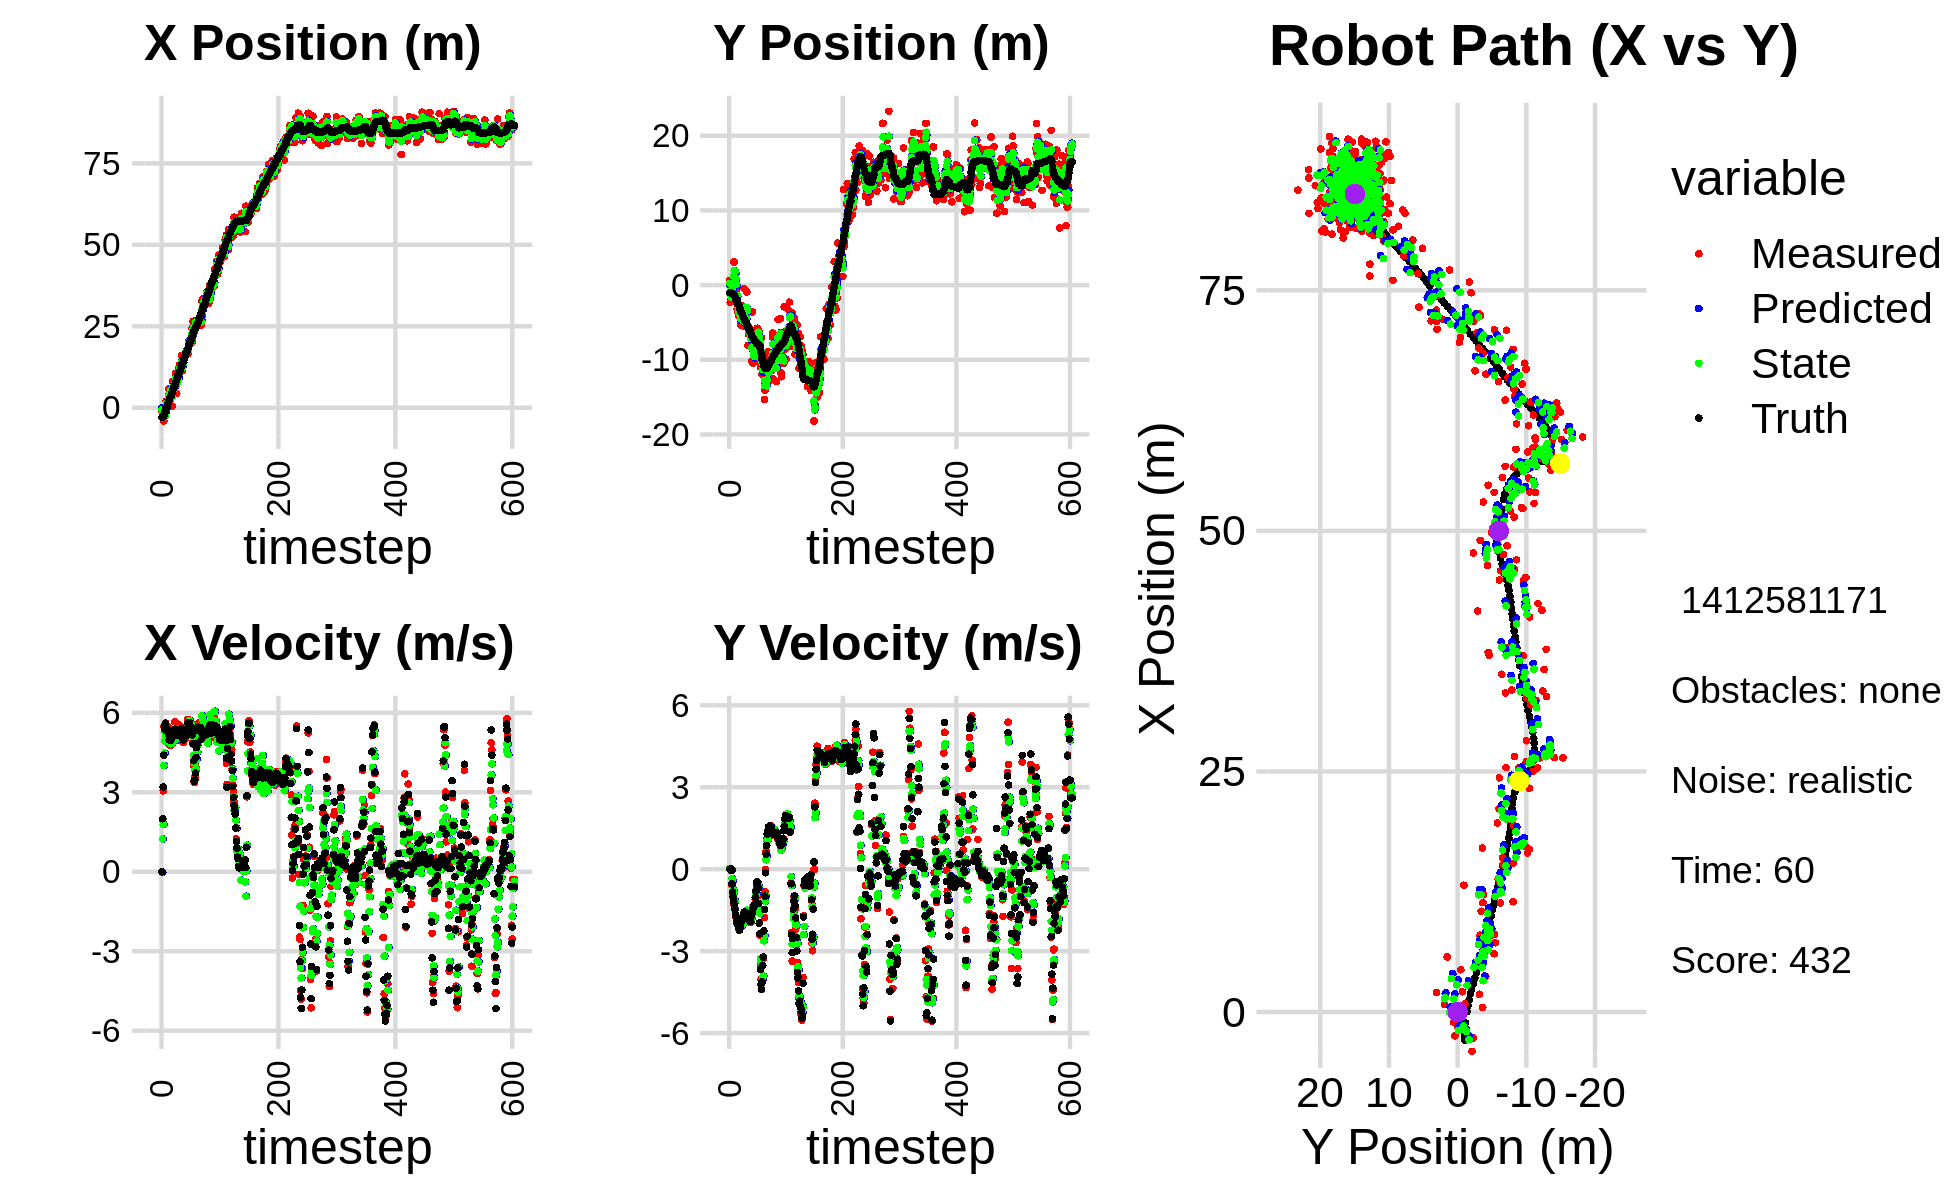 X Position (m)
75
50
25
0
0
200
400
600
timestep
Y Position (m)
20
10
0
-10
-20
0
200
400
600
timestep
X Velocity (m/s)
6
3
0
-3
-6
0
200
400
600
timestep
Y Velocity (m/s)
6
3
0
-3
-6
0
200
400
600
timestep
Robot Path (X vs Y)
X Position (m)
75
50
25
0
20 10 0 -10 -20
Y Position (m)
variable
Measured
Predicted
State
Truth
1412581171
Obstacles: none
Noise: realistic
Time: 60
Score: 432